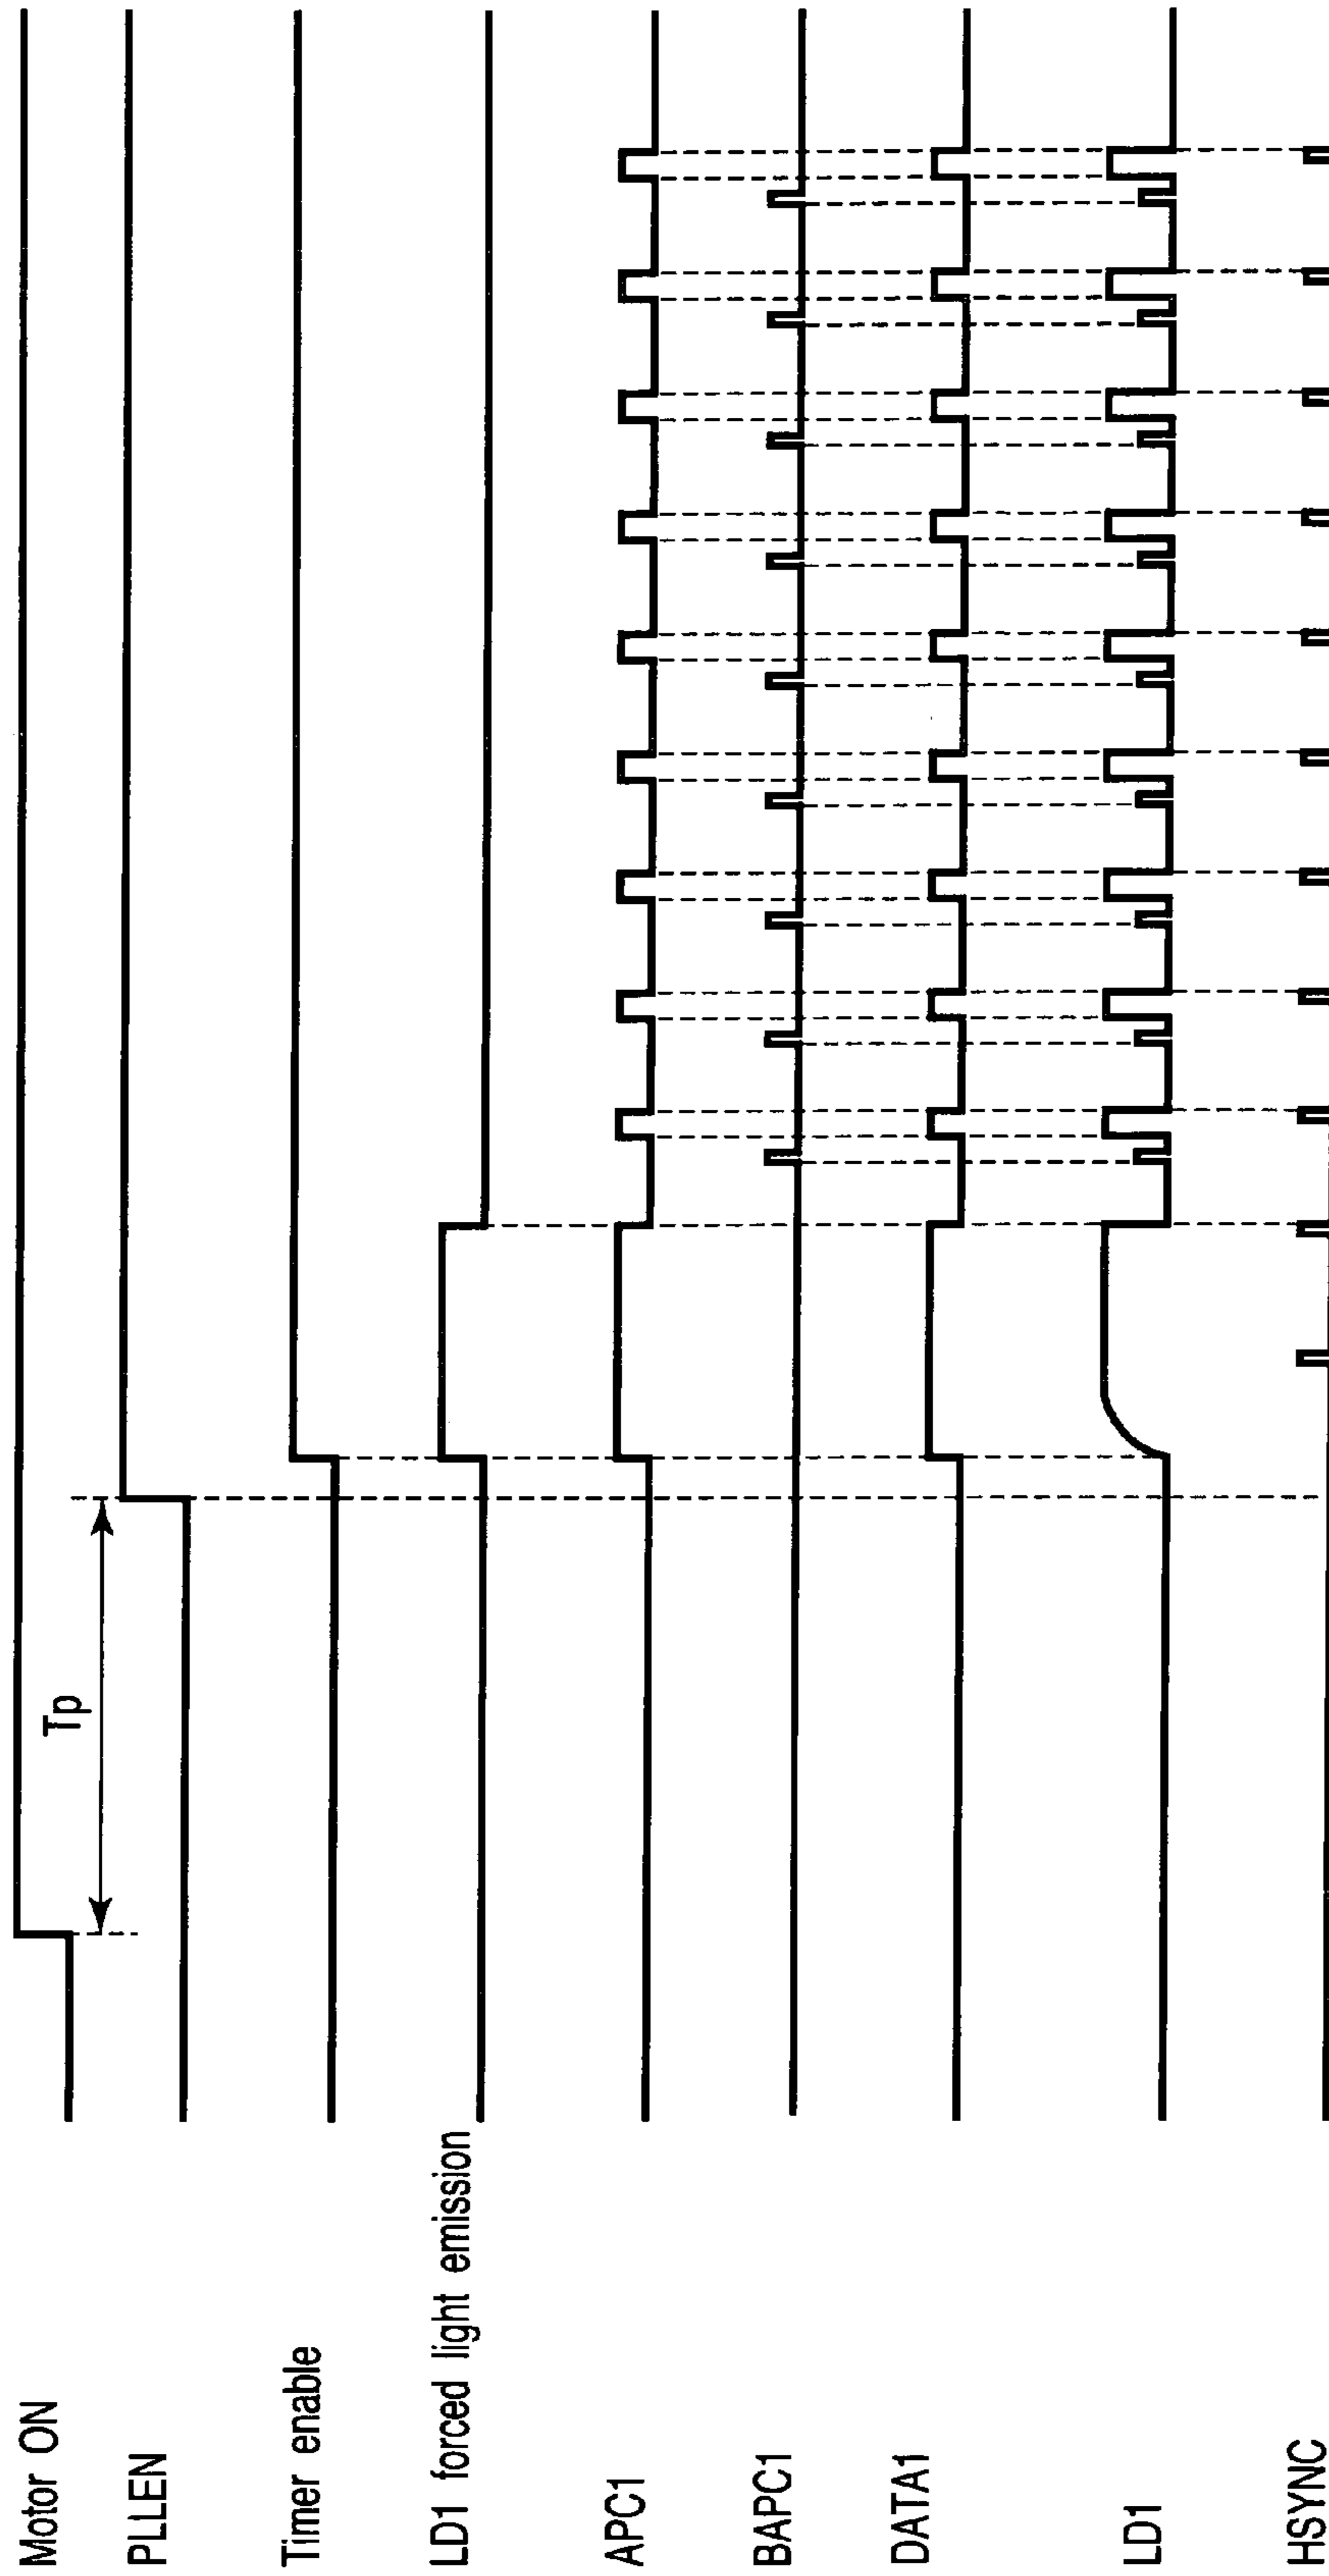 Motor ON
Tp
PLLEN
Timer enable
LD1 forced light emission
APC1
BAPC1
DATA1
LD1
HSYNC